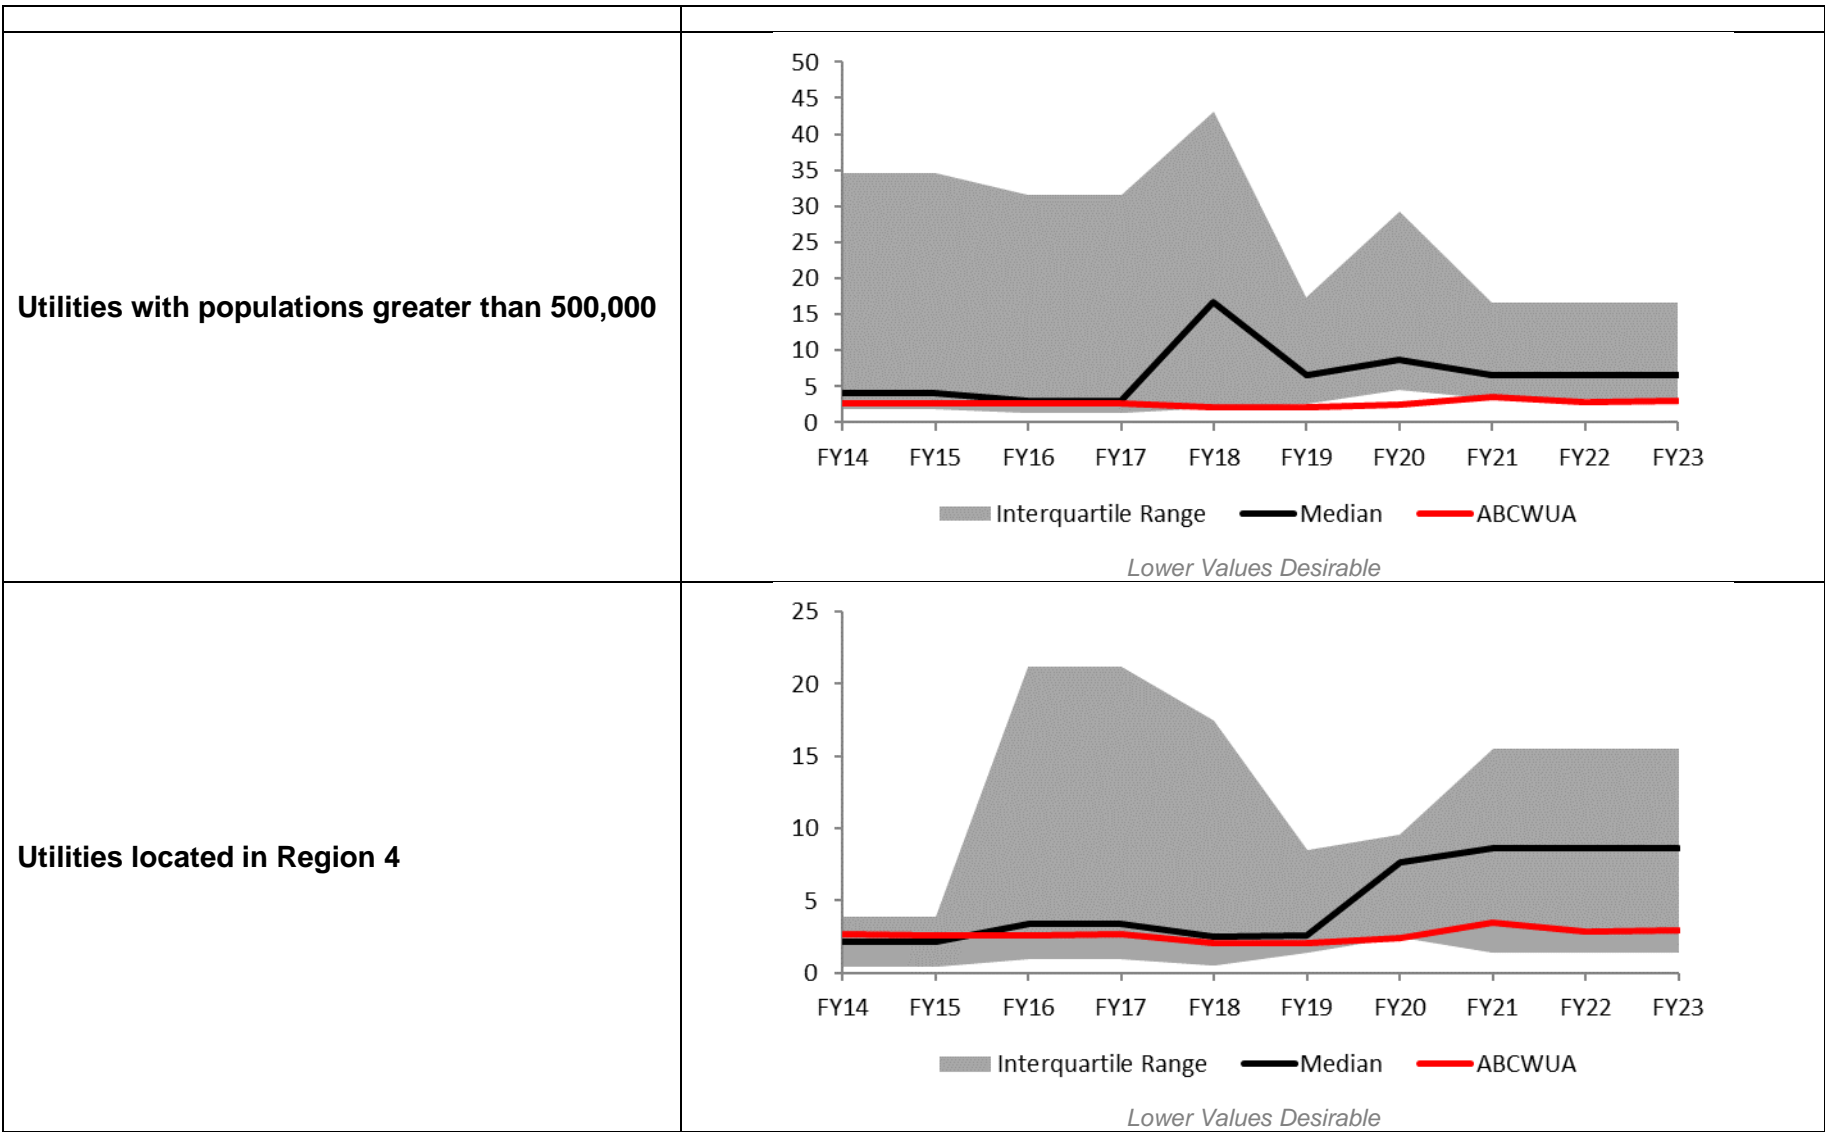 Utilities with populations greater than 500,000
50
45
40
35
30
25
20
15
10
5
0
FY14 FY15 FY16 FY17 FY18 FY19 FY20 FY21 FY22 FY23
Interquartile Range Median ABCWUA
Lower Values Desirable
Utilities located in Region 4
25
20
15
10
5
0
FY14 FY15 FY16 FY17 FY18 FY19 FY20 FY21 FY22 FY23
Interquartile Range Median ABCWUA
Lower Values Desirable